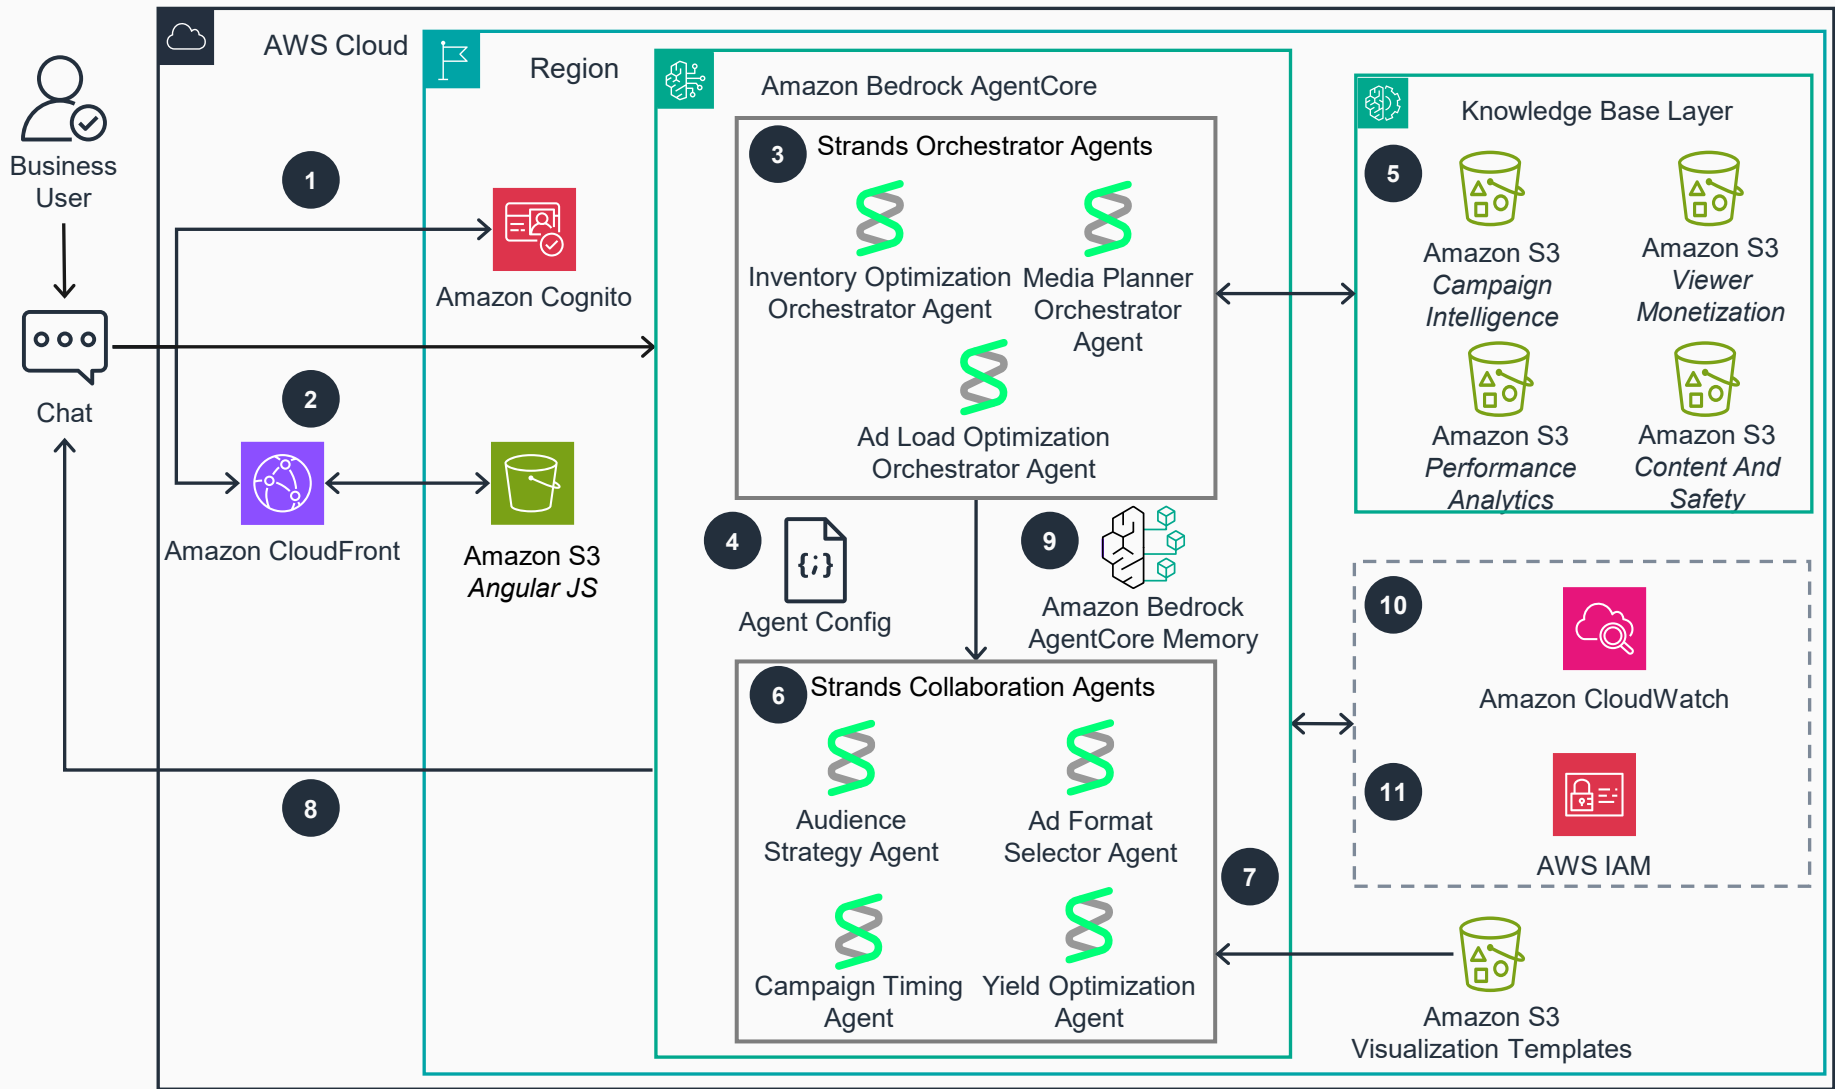 AWS Cloud
Region
Amazon Bedrock AgentCore
Business
User
Chat
1
Amazon Cognito
2
Amazon CloudFront
Amazon S3
Angular JS
8
3
Strands Orchestrator Agents
Inventory Optimization
Orchestrator Agent
Media Planner
Orchestrator
Agent
Ad Load Optimization
Orchestrator Agent
4
{;}
Agent Config
9
Amazon Bedrock
AgentCore Memory
6
Strands Collaboration Agents
Audience
Strategy Agent
Ad Format
Selector Agent
Campaign Timing
Agent
Yield Optimization
Agent
7
Knowledge Base Layer
5
Amazon S3
Campaign
Intelligence
Amazon S3
Viewer
Monetization
Amazon S3
Performance
Analytics
Amazon S3
Content And
Safety
10
Amazon CloudWatch
11
AWS IAM
Amazon S3
Visualization Templates